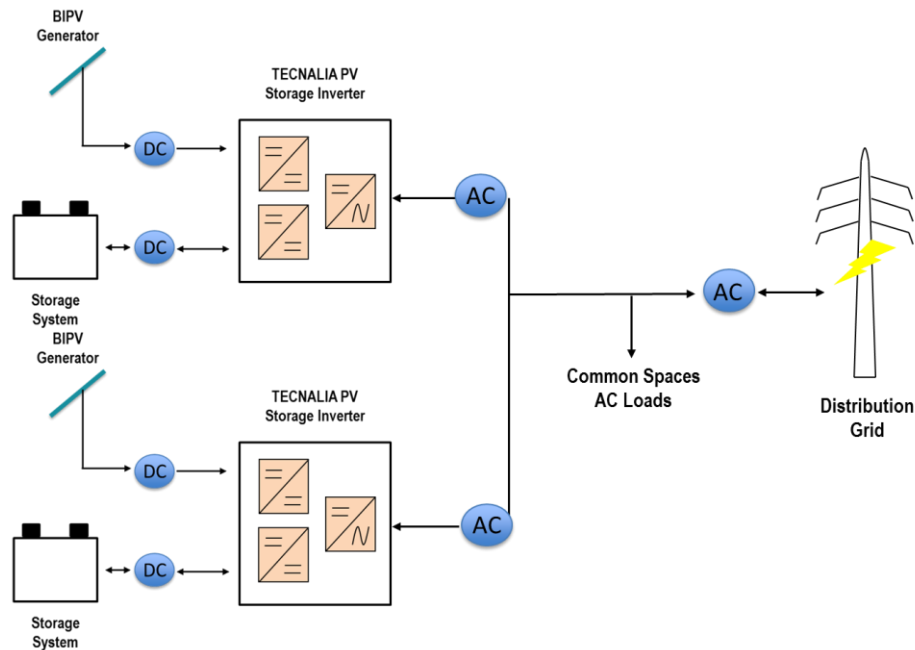 BIPV
Generator
TECNALIA PV
Storage Inverter
DC
AC
DC
Storage
System
AC
Common Spaces
AC Loads
Distribution
Grid
BIPV
Generator
TECNALIA PV
Storage Inverter
DC
AC
DC
Storage
System